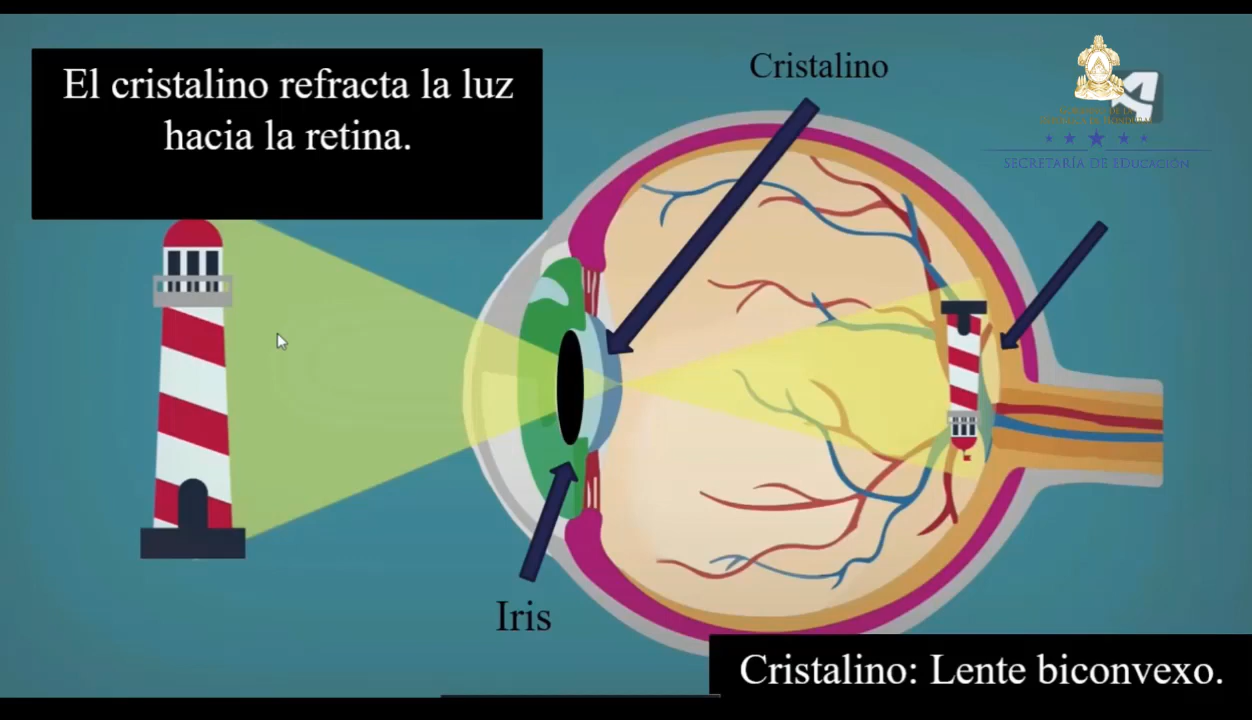 El cristalino refracta la luz
hacia la retina.
Cristalino
SECRETARÍA DE EDUCACIÓN
Iris
Cristalino: Lente biconvexo.